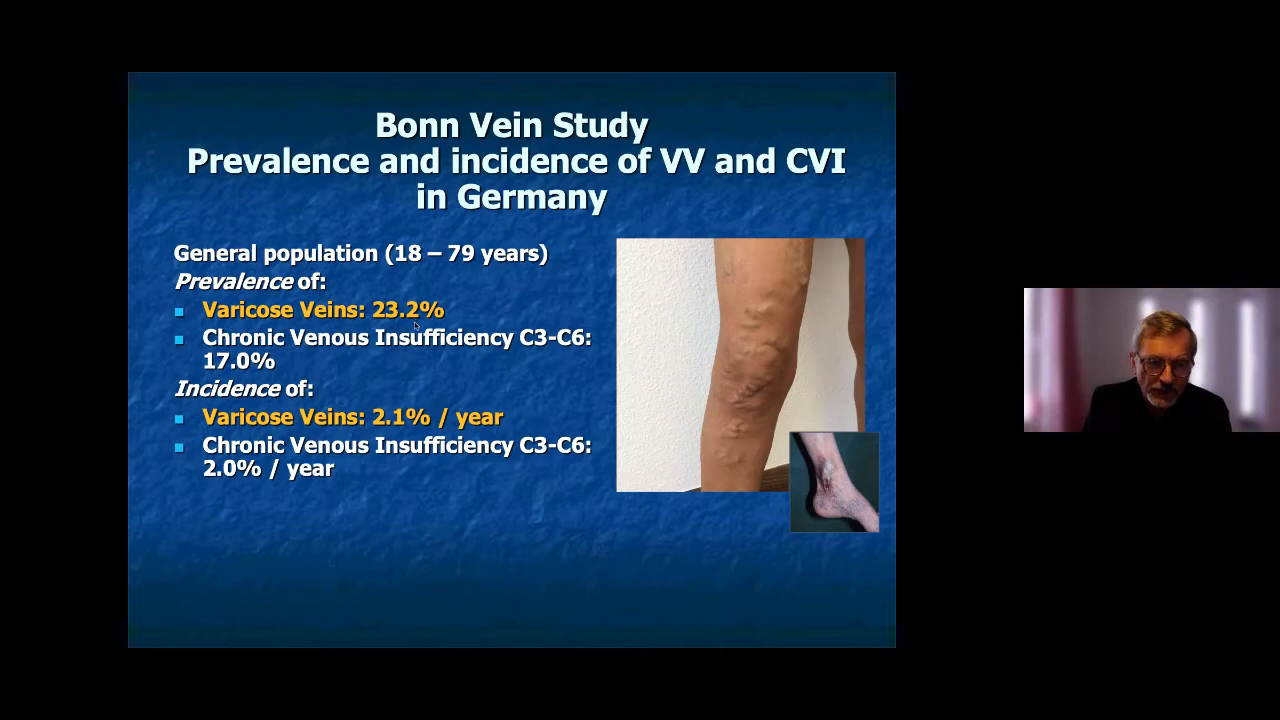 Bonn Vein Study
Prevalence and incidence of VV and CVI
in Germany
General population (18 – 79 years)
Prevalence of:
Varicose Veins: 23.2%
Chronic Venous Insufficiency C3-C6:
17.0%
Incidence of:
Varicose Veins: 2.1% / year
Chronic Venous Insufficiency C3-C6:
2.0% / year